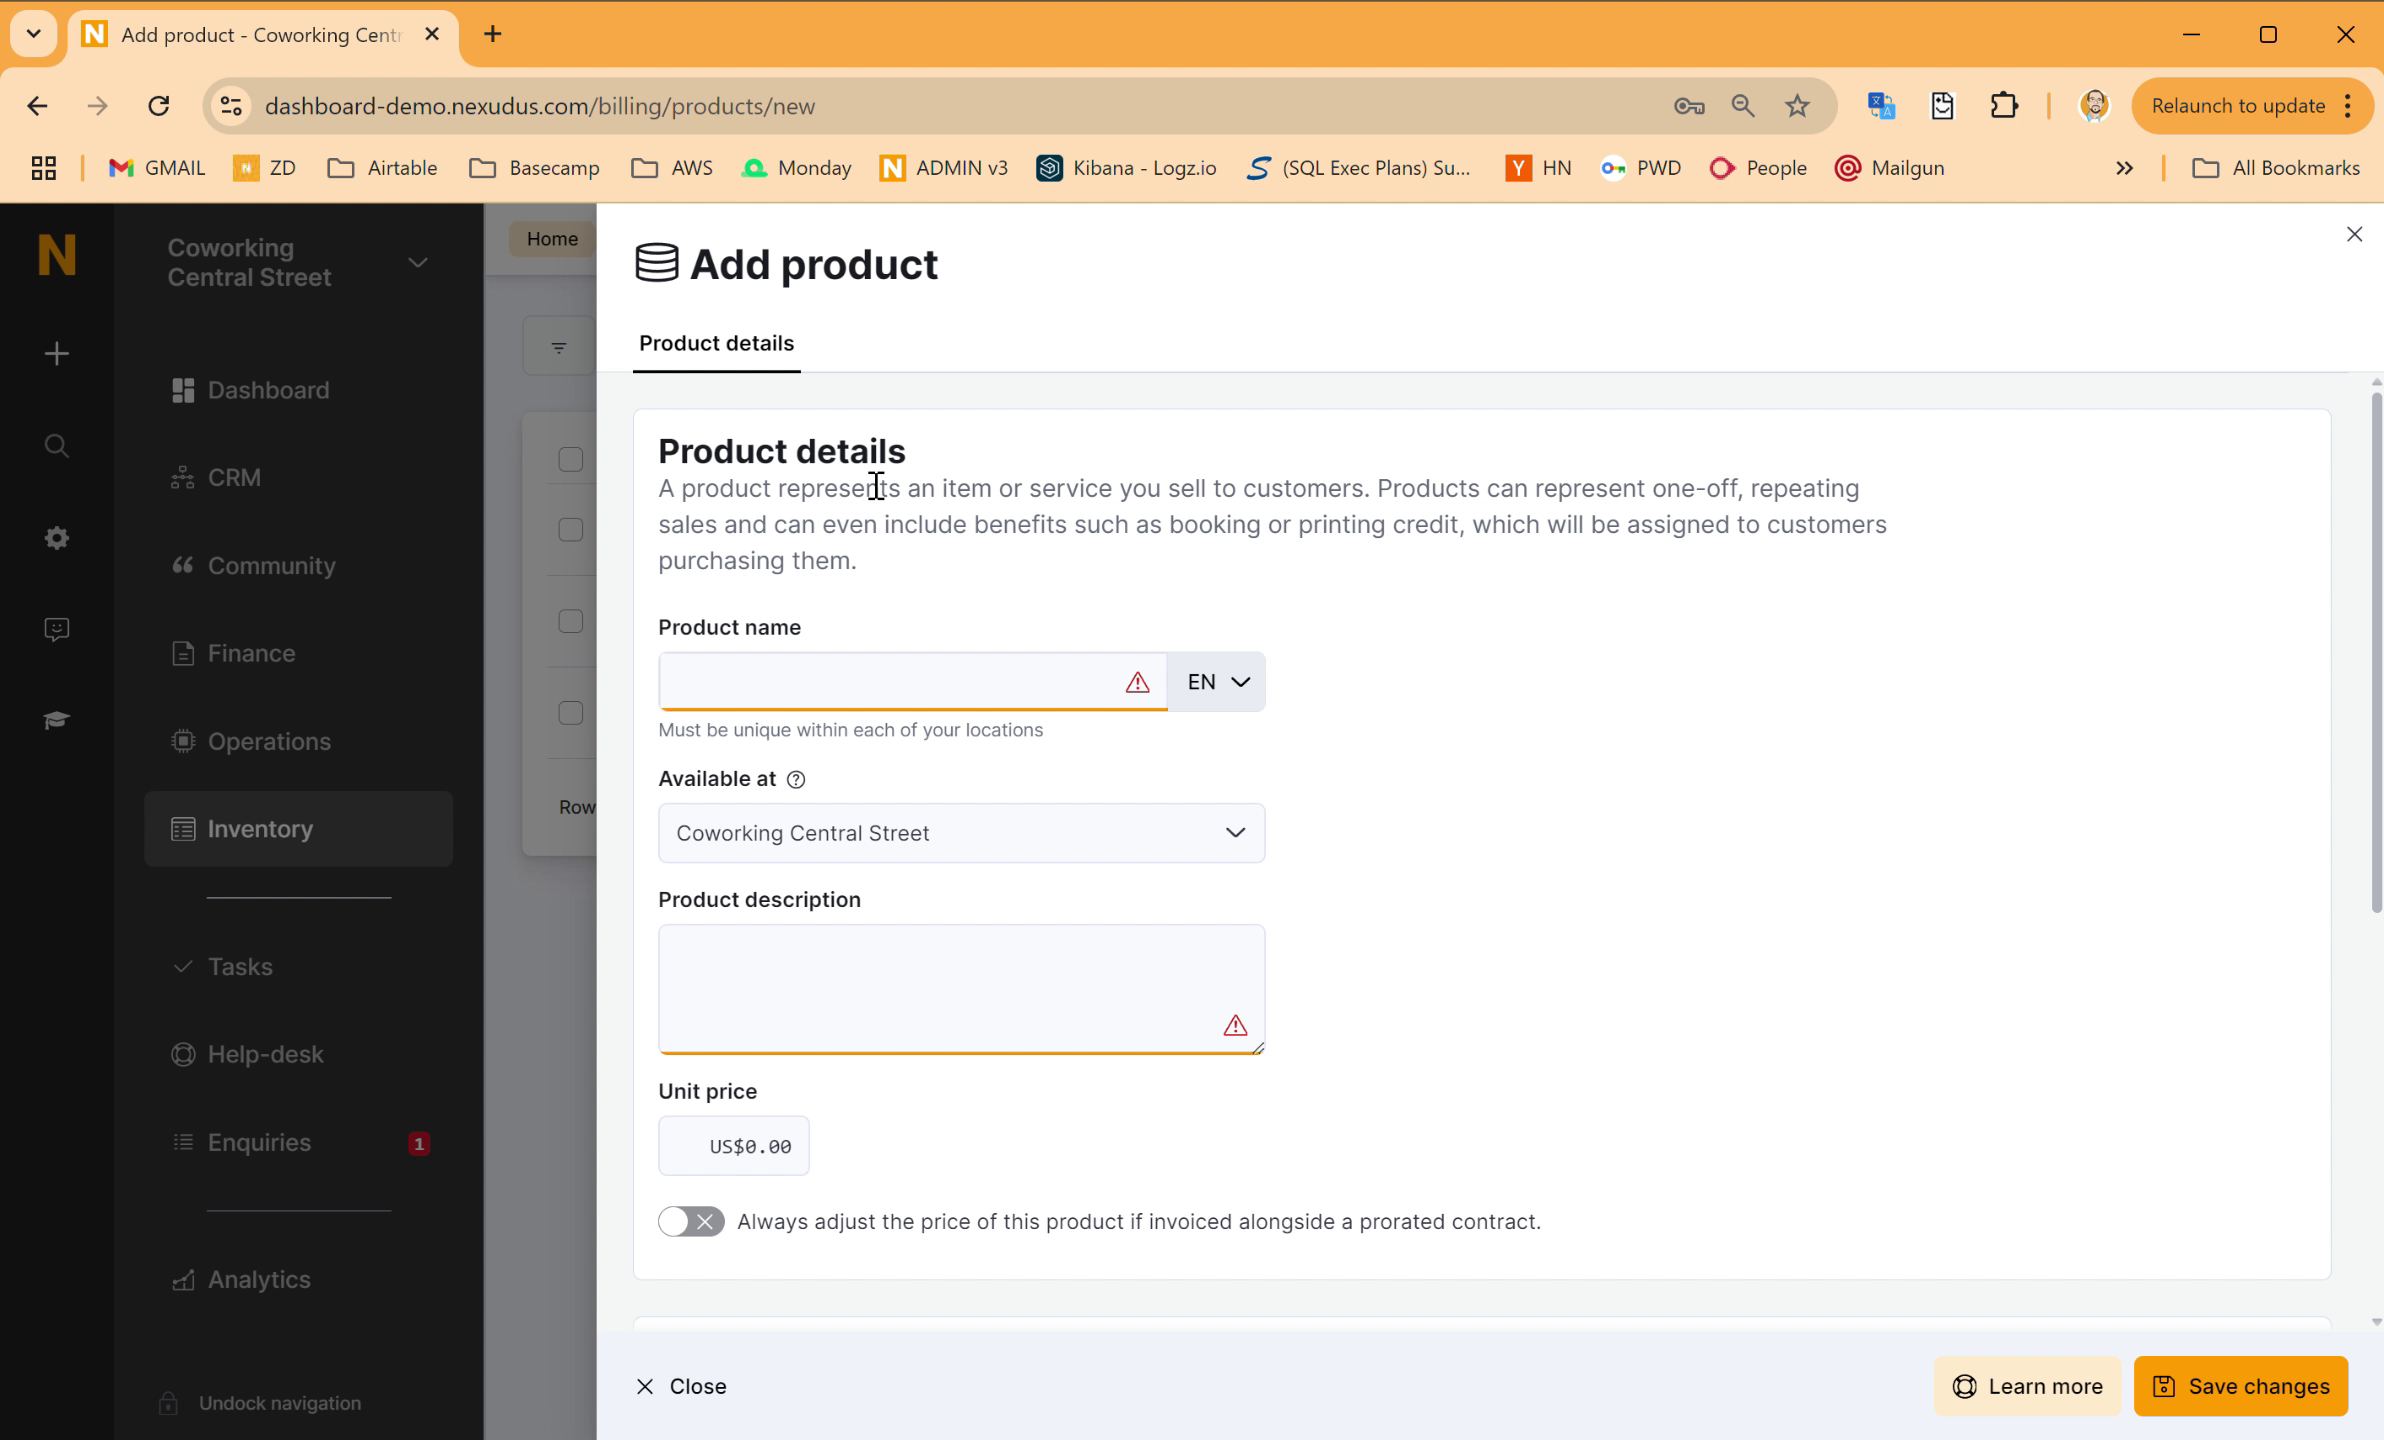 Add product - Coworking Centr
dashboard-demo.nexudus.com/billing/products/new
Relaunch to update
GMAIL
ZD
Airtable
Basecamp
AWS
Monday
ADMIN v3
Kibana - Logz.io
(SQL Exec Plans) Su...
HN
PWD
People
Mailgun
All Bookmarks
N
Coworking
Central Street
Dashboard
CRM
Community
Finance
Operations
Inventory
Tasks
Help-desk
Enquiries
1
Analytics
Undock navigation
Home
Row
Add product
Product details
Product details
A product represents an item or service you sell to customers. Products can represent one-off, repeating
sales and can even include benefits such as booking or printing credit, which will be assigned to customers
purchasing them.
Product name
EN
Must be unique within each of your locations
Available at
Coworking Central Street
Product description
Unit price
US$0.00
Always adjust the price of this product if invoiced alongside a prorated contract.
Close
Learn more
Save changes